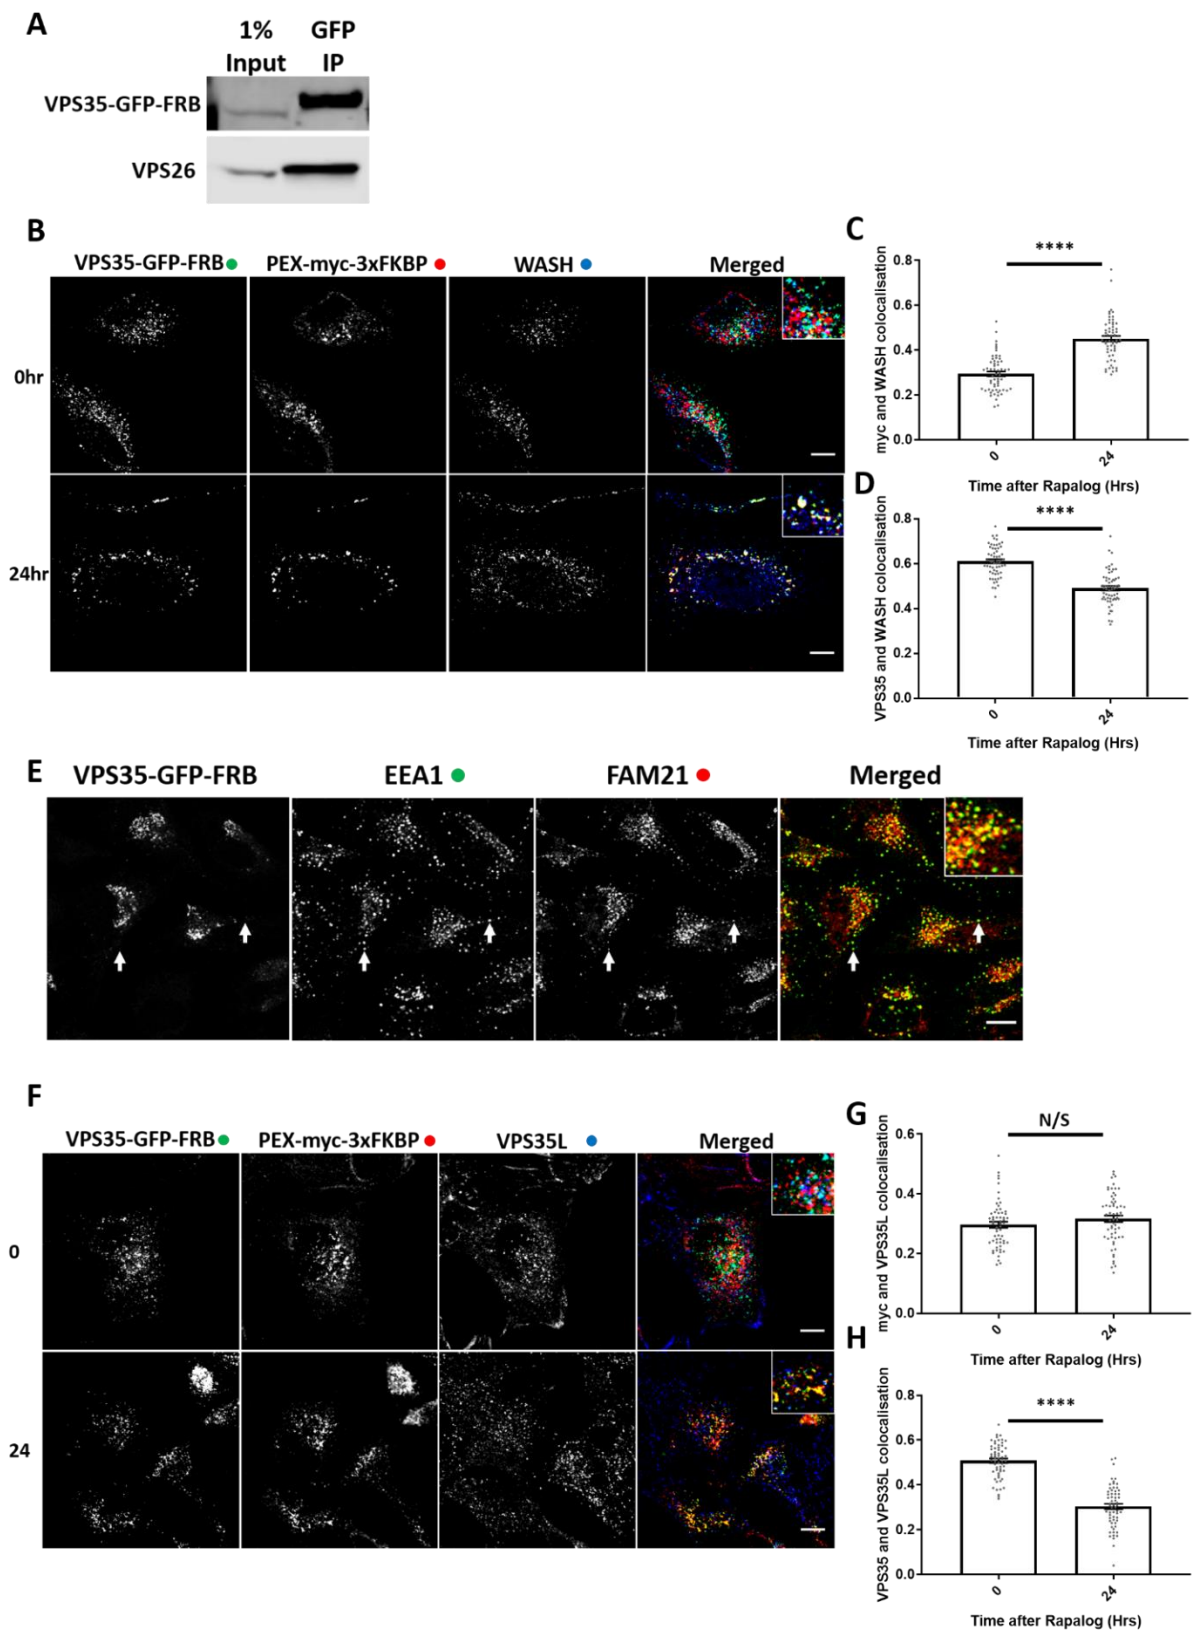 A
1% GFP
Input IP
VPS35-GFP-FRB
VPS26
B
VPS35-GFP-FRB PEX-myc-3xFKBP WASH Merged
0hr
24hr
C
myc and WASH colocalisation
0.8
0.6
0.4
0.2
0.0
****
0 24
Time after Rapalog (Hrs)
D
VPS35 and WASH colocalisation
0.8
0.6
0.4
0.2
0.0
****
0 24
Time after Rapalog (Hrs)
E
VPS35-GFP-FRB EEA1 FAM21 Merged
F
VPS35-GFP-FRB PEX-myc-3xFKBP VPS35L Merged
0
24
G
myc and VPS35L colocalisation
0.6
0.4
0.2
0.0
N/S
0 24
Time after Rapalog (Hrs)
H
VPS35 and VPS35L colocalisation
0.8
0.6
0.4
0.2
0.0
****
0 24
Time after Rapalog (Hrs)